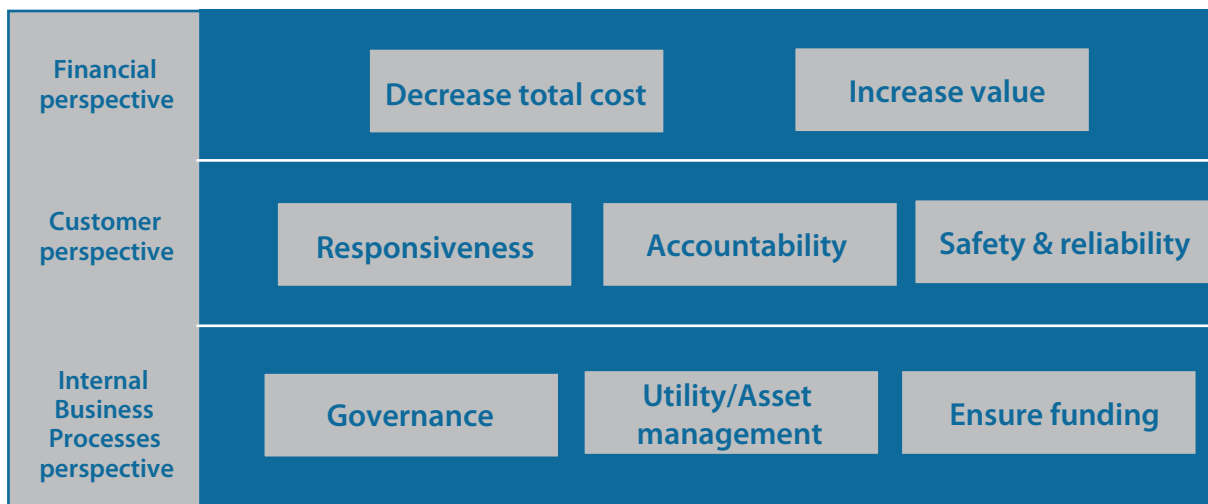 Financial
perspective
Decrease total cost
Increase value
Customer
perspective
Responsiveness
Accountability
Safety & reliability
Internal
Business
Processes
perspective
Governance
Utility/Asset
management
Ensure funding